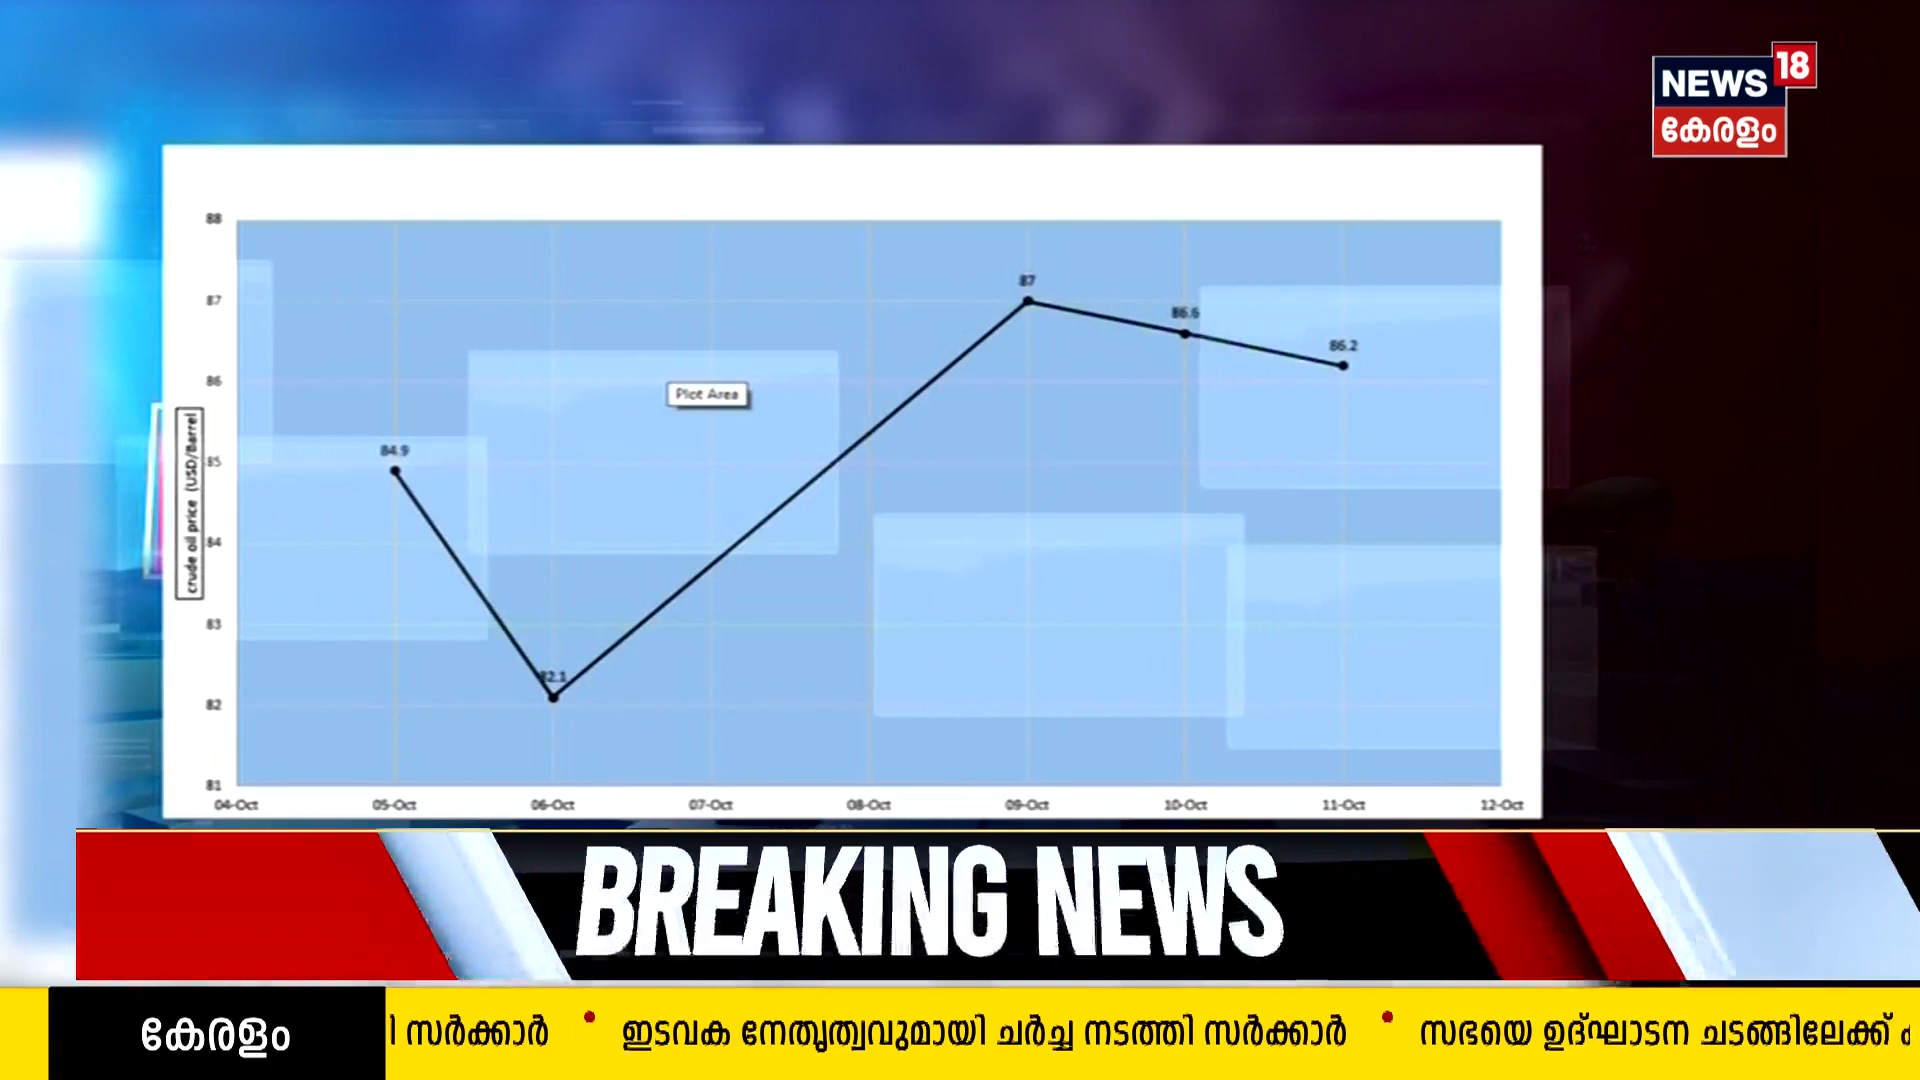 NEWS 18
കേരളം
88
87
86
85
84
83
82
81
crude oil price (USD/Barrel
84.9
82.1
87
86.6
86.2
Plot Area
04-Oct 05-Oct 06-Oct 07-Oct 08-Oct 09-Oct 10-Oct 11-Oct 12-Oct
BREAKING NEWS
കേരളം
സർക്കാർ • ഇടവക നേതൃത്വവുമായി ചർച്ച നടത്തി സർക്കാർ • സഭയെ ഉദ്ഘാടന ചടങ്ങിലേക്ക്